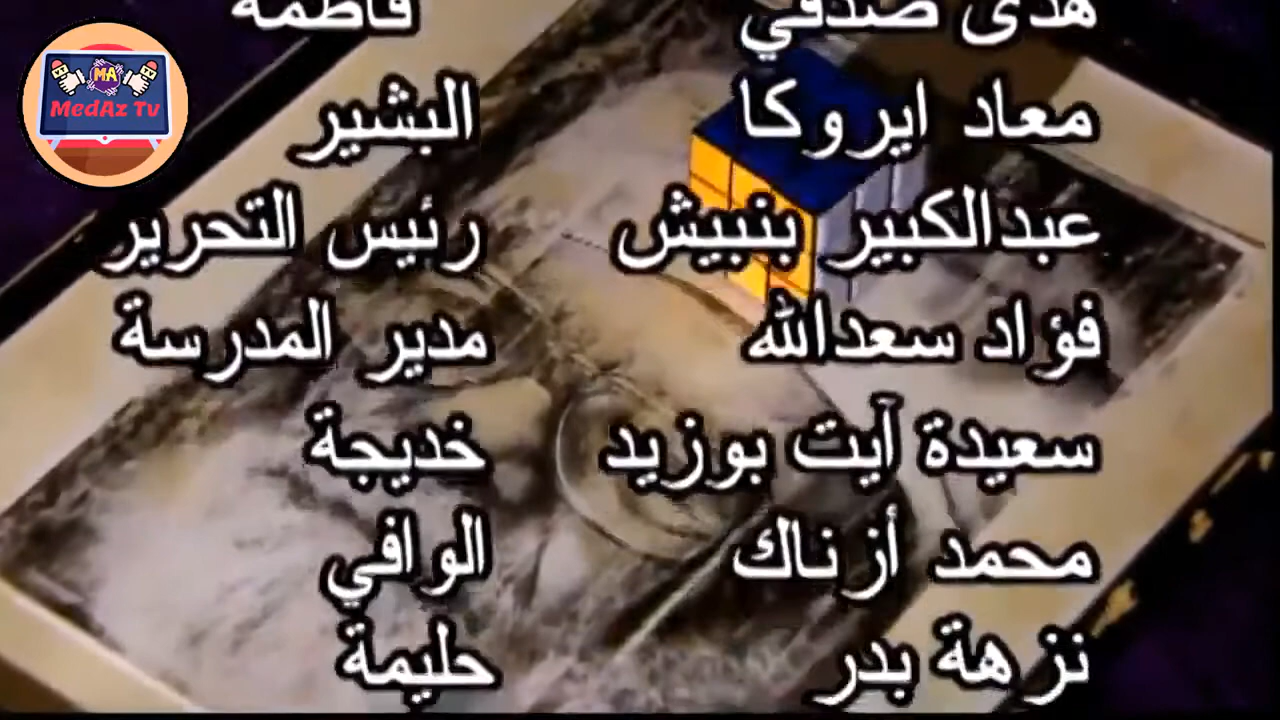 MA
MedAz Tv
هدى صدقي فاطمة
معاد ايروكا البشير
عبدالكبير بنبيش رئيس التحرير
فؤاد سعدالله مدير المدرسة
سعيدة آيت بوزيد خديجة
محمد أزناك الوافي
نزهة بدر حليمة